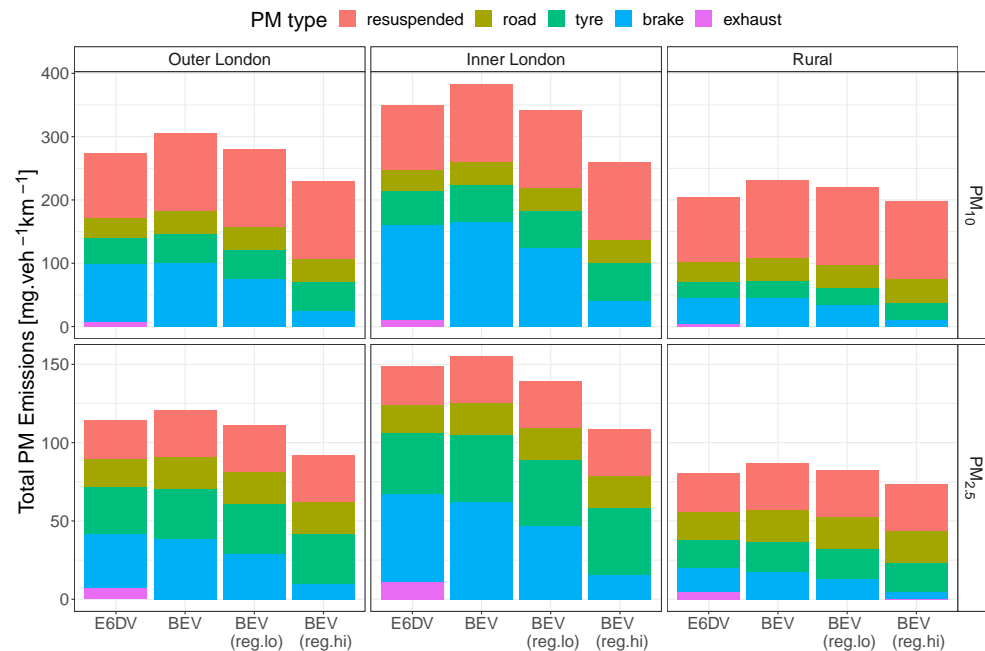 PM type resuspended road tyre brake exhaust
Outer London Inner London Rural
Total PM Emissions [mg.veh⁻¹km⁻¹]
400
300
200
100
0
PM₁₀
150
100
50
0
PM₂.₅
E6DV BEV BEV (reg.lo) BEV (reg.hi) E6DV BEV BEV (reg.lo) BEV (reg.hi) E6DV BEV BEV (reg.lo) BEV (reg.hi)